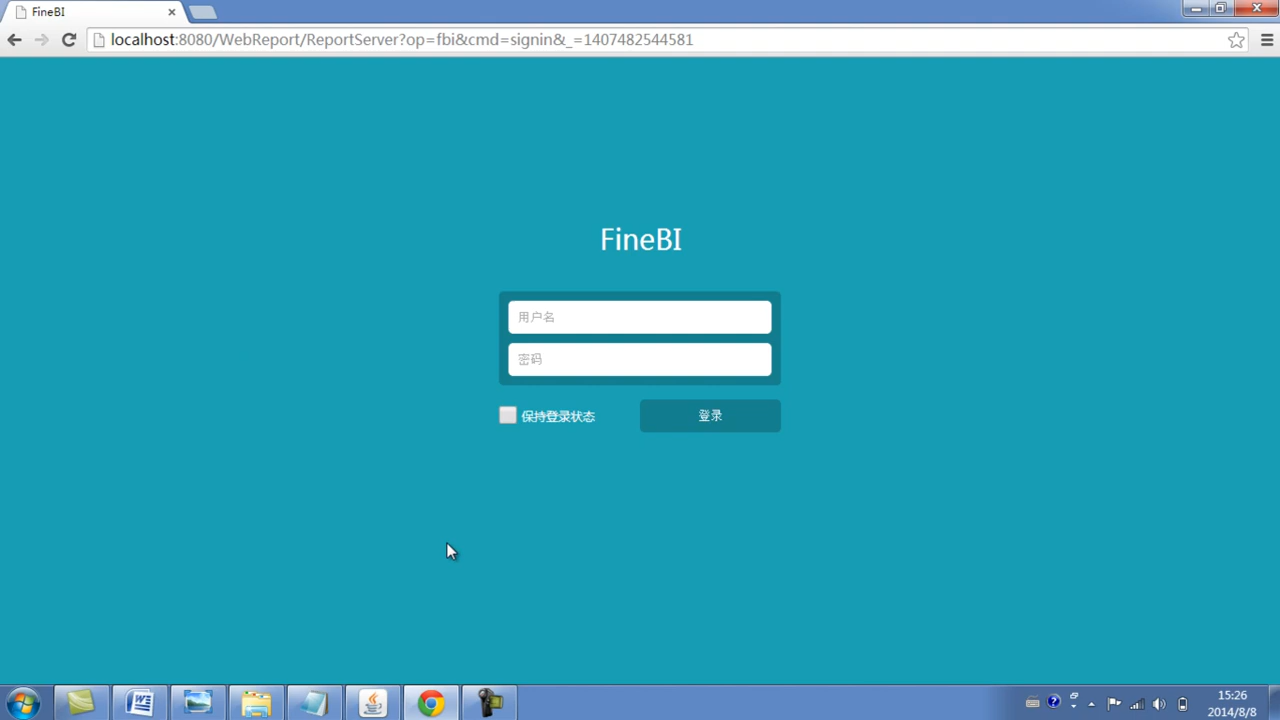 FineBI
localhost:8080/WebReport/ReportServer?op=fbi&cmd=signin&_=1407482544581
FineBI
用户名
密码
保持登录状态
登录
15:26
2014/8/8